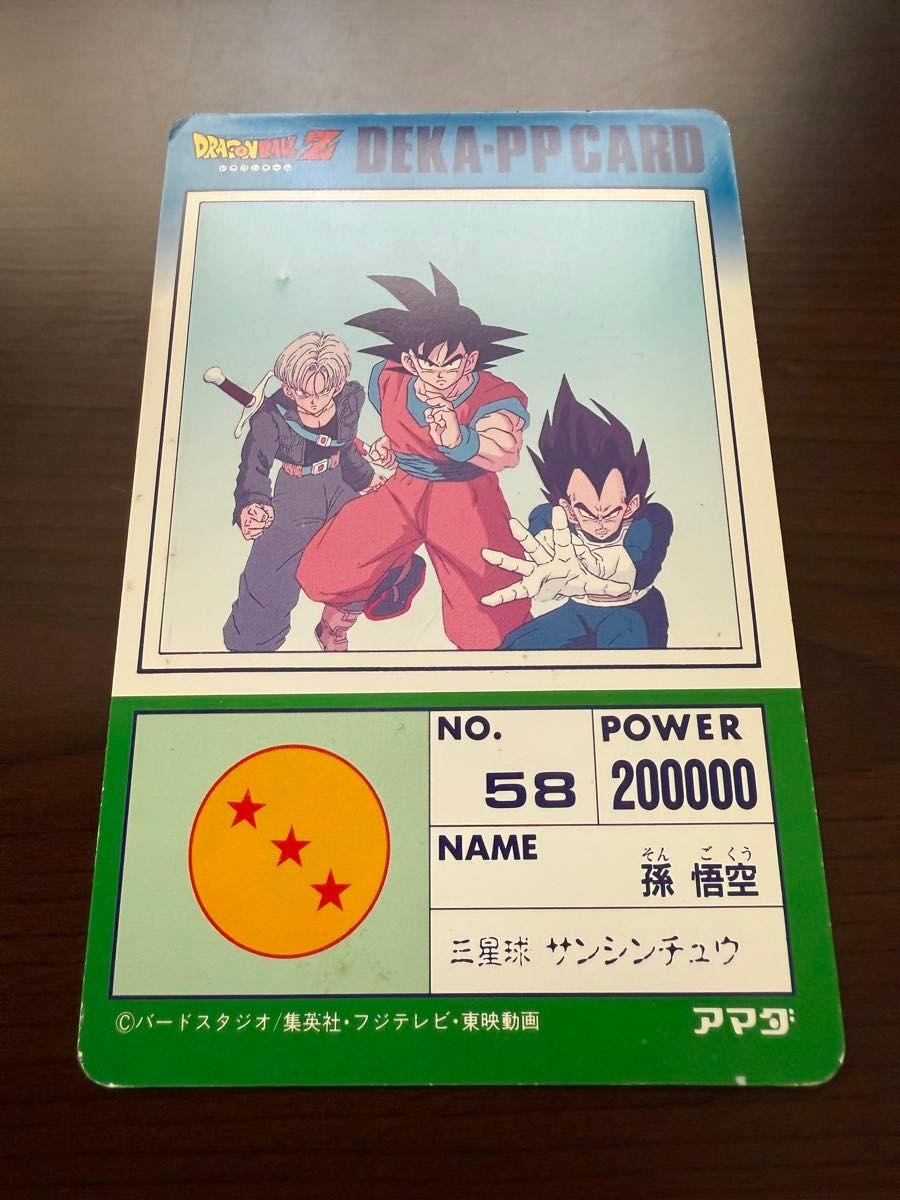 DRAGONBALL Z DEKA·PP CARD
ドラゴンボール
NO.
58
POWER
200000
NAME
そん ご くう
孫 悟空
三星球 サンシンチュウ
©バードスタジオ/集英社・フジテレビ・東映動画
アマダ